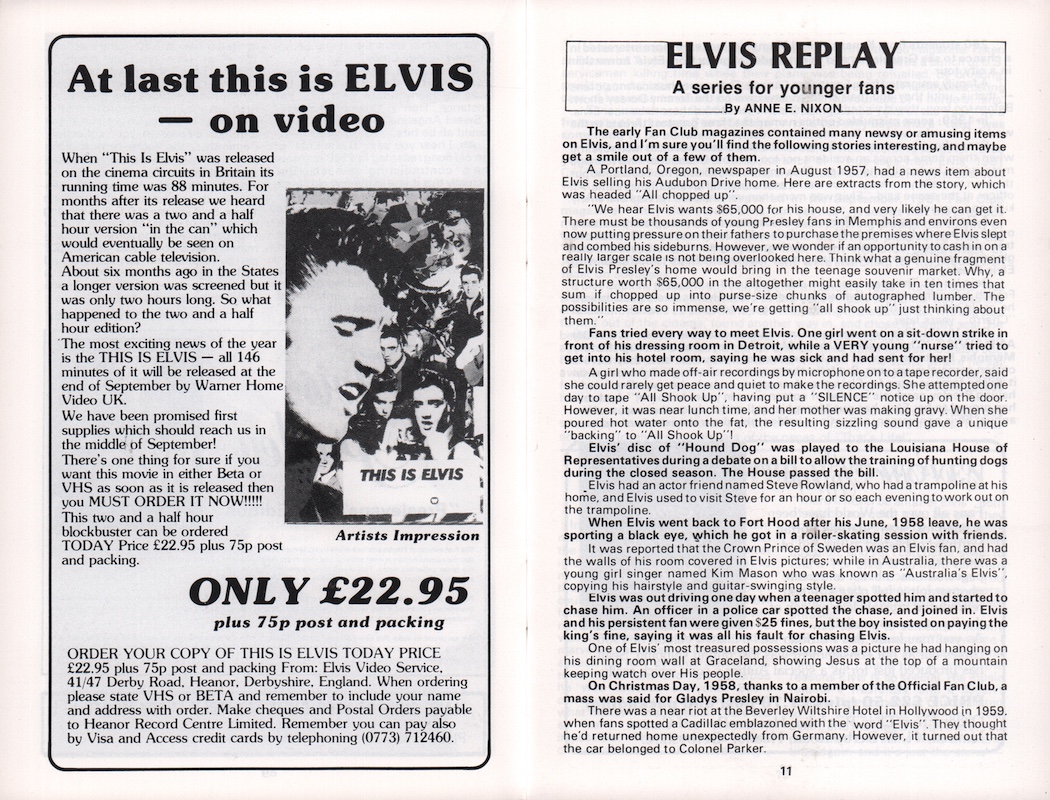 At last this is ELVIS
— on video
When “This Is Elvis” was released
on the cinema circuits in Britain its
running time was 88 minutes. For
months after its release we heard
that there was a two and a half
hour version “in the can” which
would eventually be seen on
American cable television.
About six months ago in the States
a longer version was screened but it
was only two hours long. So what
happened to the two and a half
hour edition?
The most exciting news of the year
is the THIS IS ELVIS — all 146
minutes of it will be released at the
end of September by Warner Home
Video UK.
We have been promised first
supplies which should reach us in
the middle of September!
There’s one thing for sure if you
want this movie in either Beta or
VHS as soon as it is released then
you MUST ORDER IT NOW!!!!!
This two and a half hour
blockbuster can be ordered
TODAY Price £22.95 plus 75p post
and packing.
THIS IS ELVIS
Artists Impression
ONLY £22.95
plus 75p post and packing
ORDER YOUR COPY OF THIS IS ELVIS TODAY PRICE
£22.95 plus 75p post and packing From: Elvis Video Service,
41/47 Derby Road, Heanor, Derbyshire, England. When ordering
please state VHS or BETA and remember to include your name
and address with order. Make cheques and Postal Orders payable
to Heanor Record Centre Limited. Remember you can pay also
by Visa and Access credit cards by telephoning (0773) 712460.
ELVIS REPLAY
A series for younger fans
By ANNE E. NIXON
The early Fan Club magazines contained many newsy or amusing items
on Elvis, and I’m sure you’ll find the following stories interesting, and maybe
get a smile out of a few of them.
A Portland, Oregon, newspaper in August 1957, had a news item about
Elvis selling his Audubon Drive home. Here are extracts from the story, which
was headed “All chopped up”.
“We hear Elvis wants $65,000 for his house, and very likely he can get it.
There must be thousands of young Presley fans in Memphis and environs even
now putting pressure on their fathers to purchase the premises where Elvis slept
and combed his sideburns. However, we wonder if an opportunity to cash in on a
really larger scale is not being overlooked here. Think what a genuine fragment
of Elvis Presley’s home would bring in the teenage souvenir market. Why, a
structure worth $65,000 in the altogether might easily take in ten times that
sum if chopped up into purse-size chunks of autographed lumber. The
possibilities are so immense, we’re getting “all shook up” just thinking about
them.”
Fans tried every way to meet Elvis. One girl went on a sit-down strike in
front of his dressing room in Detroit, while a VERY young “nurse” tried to
get into his hotel room, saying he was sick and had sent for her!
A girl who made off-air recordings by microphone on to a tape recorder, said
she could rarely get peace and quiet to make the recordings. She attempted one
day to tape “All Shook Up”, having put a “SILENCE” notice up on the door.
However, it was near lunch time, and her mother was making gravy. When she
poured hot water onto the fat, the resulting sizzling sound gave a unique
“backing” to “All Shook Up”!
Elvis’ disc of “Hound Dog” was played to the Louisiana House of
Representatives during a debate on a bill to allow the training of hunting dogs
during the closed season. The House passed the bill.
Elvis had an actor friend named Steve Rowland, who had a trampoline at his
home, and Elvis used to visit Steve for an hour or so each evening to work out on
the trampoline.
When Elvis went back to Fort Hood after his June, 1958 leave, he was
sporting a black eye, which he got in a roller-skating session with friends.
It was reported that the Crown Prince of Sweden was an Elvis fan, and had
the walls of his room covered in Elvis pictures; while in Australia, there was a
young girl singer named Kim Mason who was known as “Australia’s Elvis”,
copying his hairstyle and guitar-swinging style.
Elvis was out driving one day when a teenager spotted him and started to
chase him. An officer in a police car spotted the chase, and joined in. Elvis
and his persistent fan were given $25 fines, but the boy insisted on paying the
king’s fine, saying it was all his fault for chasing Elvis.
One of Elvis’ most treasured possessions was a picture he had hanging on
his dining room wall at Graceland, showing Jesus at the top of a mountain
keeping watch over His people.
On Christmas Day, 1958, thanks to a member of the Official Fan Club, a
mass was said for Gladys Presley in Nairobi.
There was a near riot at the Beverley Wiltshire Hotel in Hollywood in 1959.
when fans spotted a Cadillac emblazoned with the word “Elvis”. They thought
he’d returned home unexpectedly from Germany. However, it turned out that
the car belonged to Colonel Parker.
11